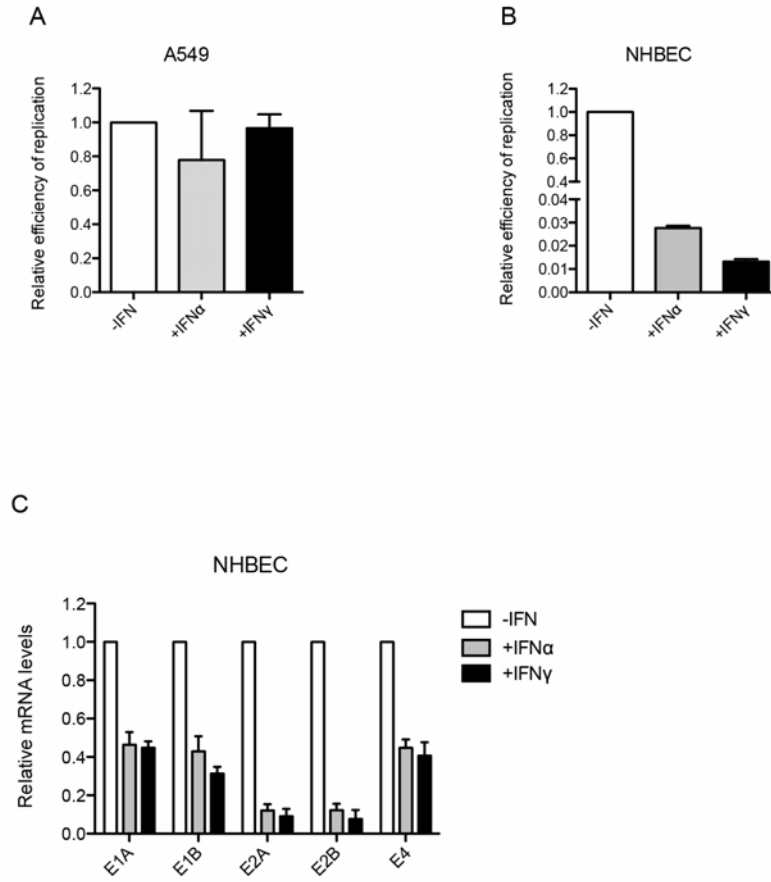 A
A549
Relative efficiency of replication
1.2
1.0
0.8
0.6
0.4
0.2
0.0
-IFN
+IFNα
+IFNγ
B
NHBEC
Relative efficiency of replication
1.2
1.0
0.8
0.6
0.4
0.04
0.03
0.02
0.01
0.00
-IFN
+IFNα
+IFNγ
C
NHBEC
Relative mRNA levels
1.2
1.0
0.8
0.6
0.4
0.2
0.0
E1A
E1B
E2A
E2B
E4
-IFN
+IFNα
+IFNγ